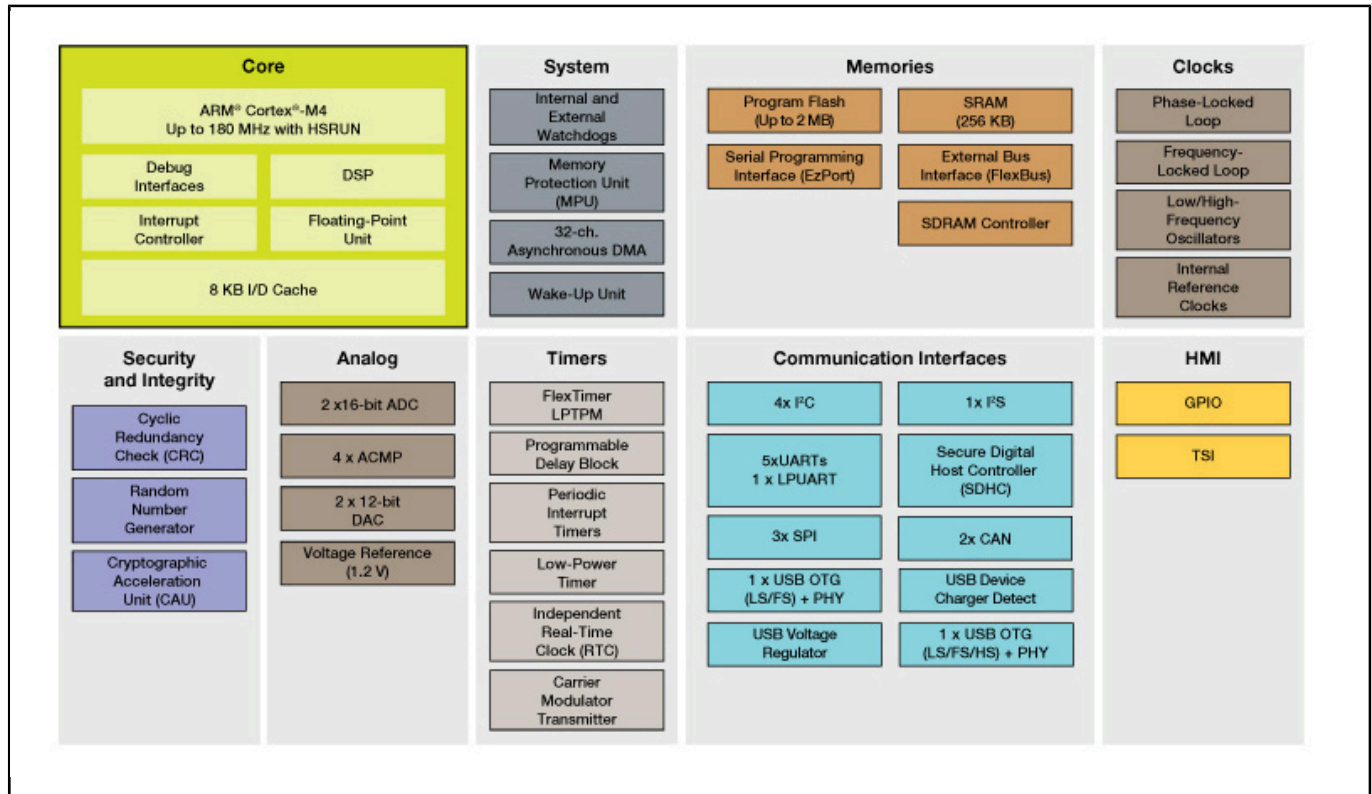 Core
ARM® Cortex®-M4
Up to 180 MHz with HSRUN
Debug
Interfaces
DSP
Interrupt
Controller
Floating-Point
Unit
8 KB I/D Cache
System
Internal and
External
Watchdogs
Memory
Protection Unit
(MPU)
32-ch.
Asynchronous DMA
Wake-Up Unit
Memories
Program Flash
(Up to 2 MB)
SRAM
(256 KB)
Serial Programming
Interface (EzPort)
External Bus
Interface (FlexBus)
SDRAM Controller
Clocks
Phase-Locked
Loop
Frequency-
Locked Loop
Low/High-
Frequency
Oscillators
Internal
Reference
Clocks
Security
and Integrity
Cyclic
Redundancy
Check (CRC)
Random
Number
Generator
Cryptographic
Acceleration
Unit (CAU)
Analog
2 x16-bit ADC
4 x ACMP
2 x 12-bit
DAC
Voltage Reference
(1.2 V)
Timers
FlexTimer
LPTPM
Programmable
Delay Block
Periodic
Interrupt
Timers
Low-Power
Timer
Independent
Real-Time
Clock (RTC)
Carrier
Modulator
Transmitter
Communication Interfaces
4x I²C
1x I²S
5xUARTs
1 x LPUART
Secure Digital
Host Controller
(SDHC)
3x SPI
2x CAN
1 x USB OTG
(LS/FS) + PHY
USB Device
Charger Detect
USB Voltage
Regulator
1 x USB OTG
(LS/FS/HS) + PHY
HMI
GPIO
TSI